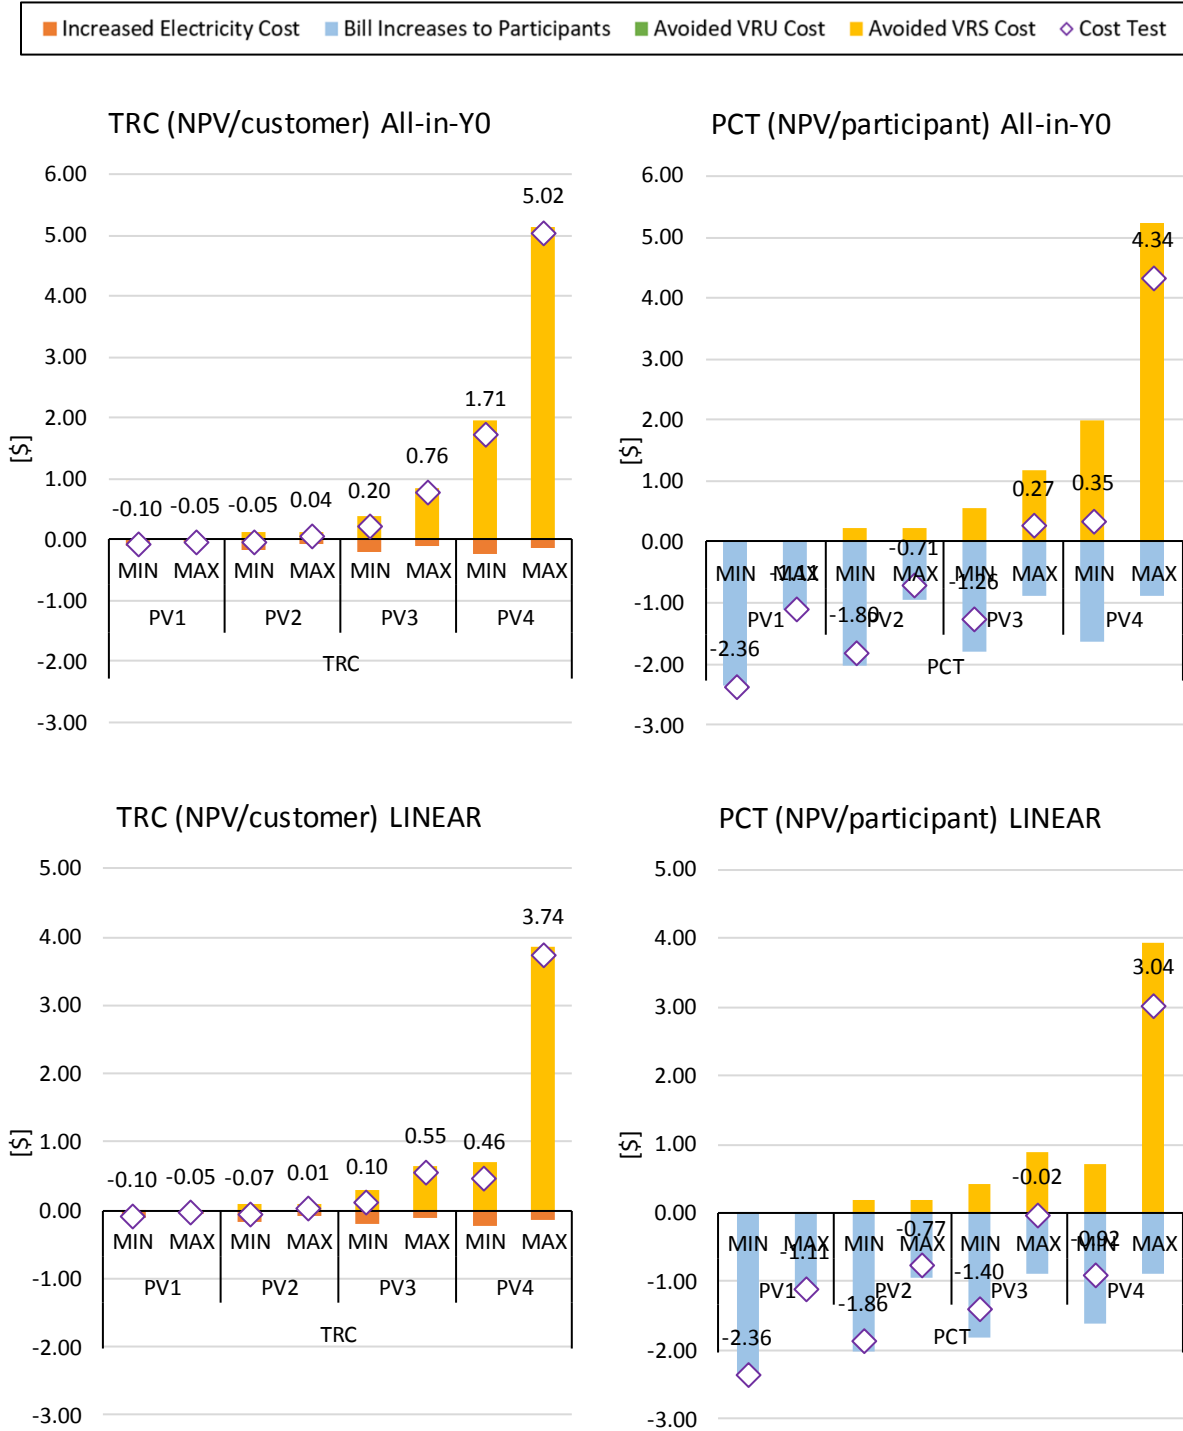 Increased Electricity Cost Bill Increases to Participants Avoided VRU Cost Avoided VRS Cost Cost Test
TRC (NPV/customer) All-in-Y0
6.00
5.00
4.00
3.00
2.00
1.00
0.00
-1.00
-2.00
-3.00
[$]
-0.10 -0.05 -0.05 0.04 0.20 0.76 1.71 5.02
MIN MAX MIN MAX MIN MAX MIN MAX
PV1 PV2 PV3 PV4
TRC
PCT (NPV/participant) All-in-Y0
6.00
5.00
4.00
3.00
2.00
1.00
0.00
-1.00
-2.00
-3.00
[$]
-2.36 -1.11 -1.80 -0.71 -1.26 0.27 0.35 4.34
MIN MAX MIN MAX MIN MAX MIN MAX
PV1 PV2 PV3 PV4
PCT
TRC (NPV/customer) LINEAR
5.00
4.00
3.00
2.00
1.00
0.00
-1.00
-2.00
-3.00
[$]
-0.10 -0.05 -0.07 0.01 0.10 0.55 0.46 3.74
MIN MAX MIN MAX MIN MAX MIN MAX
PV1 PV2 PV3 PV4
TRC
PCT (NPV/participant) LINEAR
5.00
4.00
3.00
2.00
1.00
0.00
-1.00
-2.00
-3.00
[$]
-2.36 -1.11 -1.86 -0.77 -1.40 -0.02 -0.92 3.04
MIN MAX MIN MAX MIN MAX MIN MAX
PV1 PV2 PV3 PV4
PCT